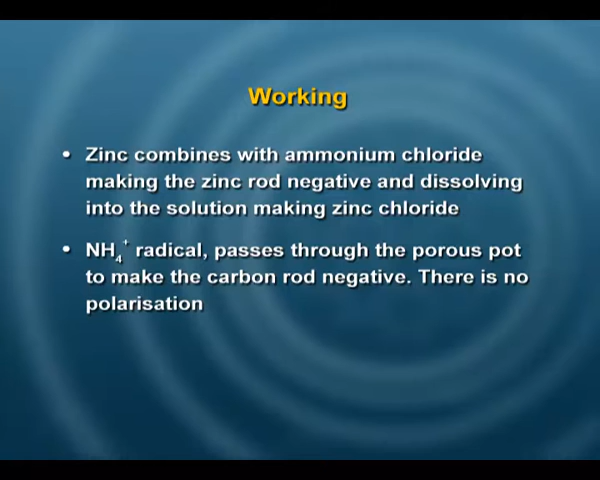 Working
• Zinc combines with ammonium chloride
making the zinc rod negative and dissolving
into the solution making zinc chloride
• NH₄⁺ radical, passes through the porous pot
to make the carbon rod negative. There is no
polarisation